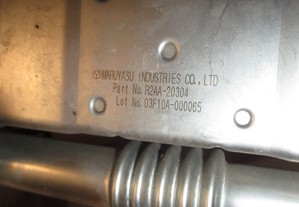 MARUYASU INDUSTRIES CO., LTD
Part No. R2AA-20304
Lot No. 03F10A-000065